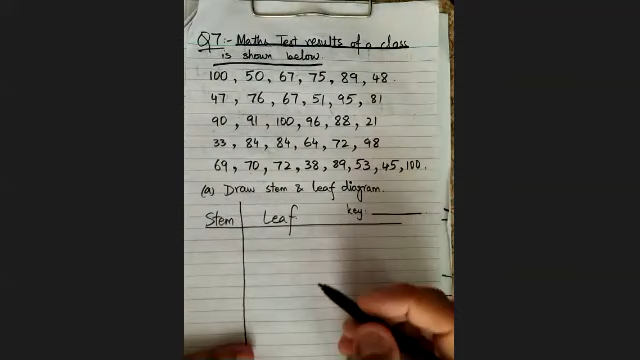 Q7:- Maths Test results of a class
is shown below.
100, 50, 67, 75, 89, 48.
47, 76, 67, 51, 95, 81
90, 91, 100, 96, 88, 21
33, 84, 84, 64, 72, 98
69, 70, 72, 38, 89, 53, 45, 100.
(a) Draw stem & leaf diagram.
Stem Leaf key: